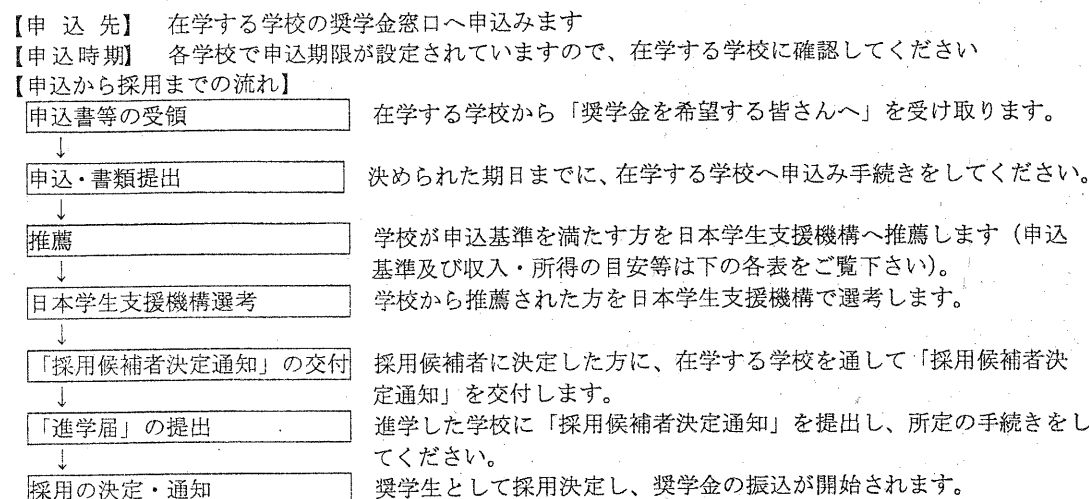 【申 込 先】 在学する学校の奨学金窓口へ申込みます
【申込時期】 各学校で申込期限が設定されていますので、在学する学校に確認してください
【申込から採用までの流れ】
申込書等の受領 在学する学校から「奨学金を希望する皆さんへ」を受け取ります。
↓
申込・書類提出 決められた期日までに、在学する学校へ申込み手続きをしてください。
↓
推薦 学校が申込基準を満たす方を日本学生支援機構へ推薦します（申込
↓ 基準及び収入・所得の目安等は下の各表をご覧下さい）。
日本学生支援機構選考 学校から推薦された方を日本学生支援機構で選考します。
↓
「採用候補者決定通知」の交付 採用候補者に決定した方に、在学する学校を通して「採用候補者決
↓ 定通知」を交付します。
「進学届」の提出 進学した学校に「採用候補者決定通知」を提出し、所定の手続きをし
↓ てください。
採用の決定・通知 奨学生として採用決定し、奨学金の振込が開始されます。